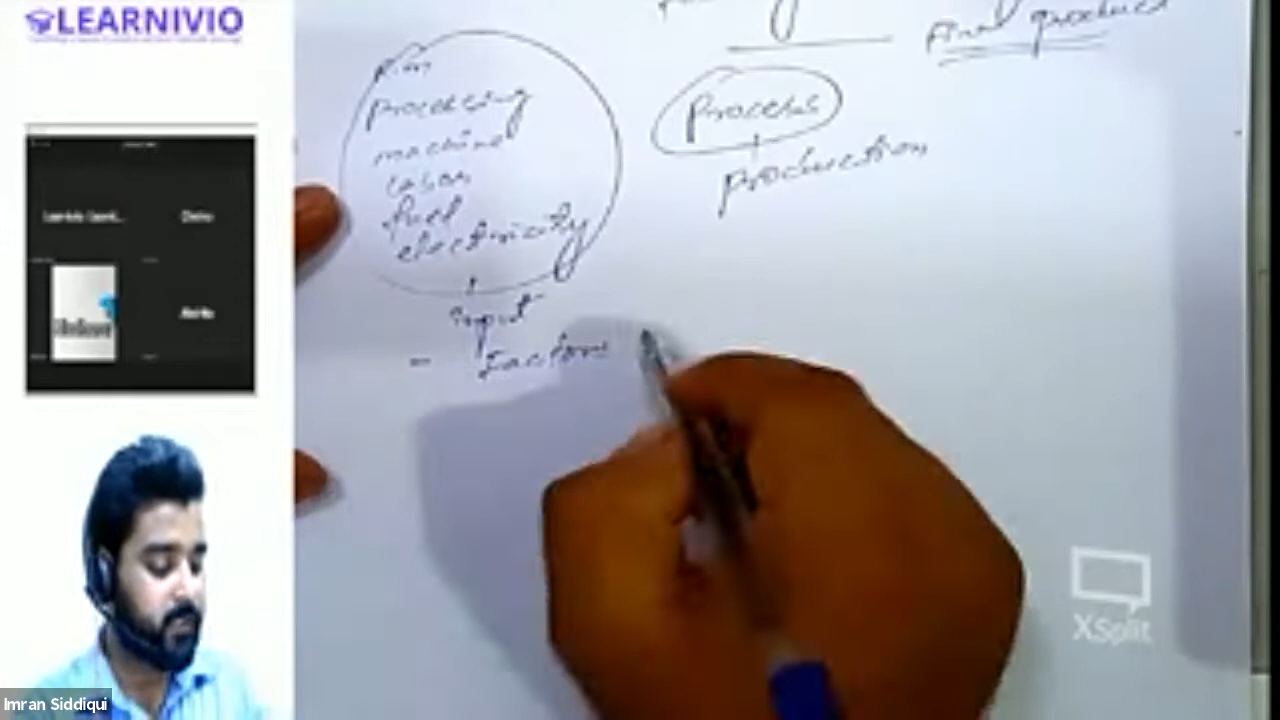 LEARNIVIO
Final product
R.m
Processing
machine
Labor
fuel
electricity
Process
production
Input
- Factors
XSplit
Imran Siddiqui